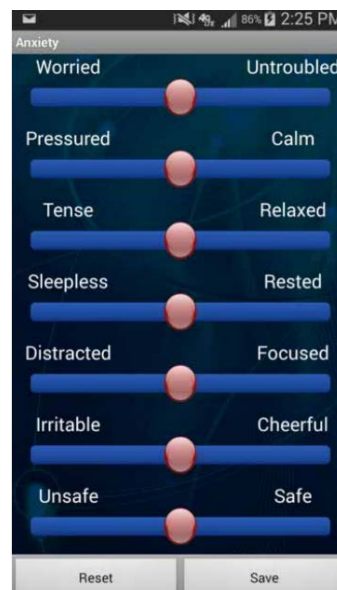 86% 2:25 PM
Anxiety
Worried Untroubled
Pressured Calm
Tense Relaxed
Sleepless Rested
Distracted Focused
Irritable Cheerful
Unsafe Safe
Reset Save